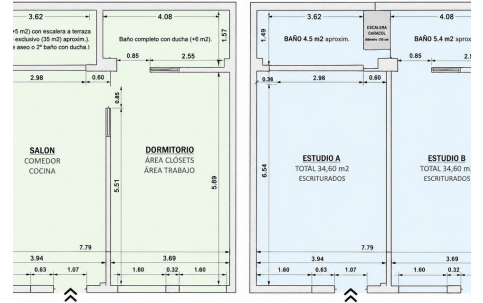 3.62
4.08
+5 m2) con escalera a terraza
exclusivo (35 m2) aproxim.).
aseo o 2º baño con ducha.)
Baño completo con ducha (+6 m2).
1.57
0.85
2.55
2.98
0.60
0.85
SALON
COMEDOR
COCINA
DORMITORIO
ÁREA CLÓSETS
ÁREA TRABAJO
5.51
5.89
7.79
3.94
3.69
0.63
1.07
1.60
0.32
1.60
3.62
4.08
ESCALERA
CARACOL
1.49
BAÑO 4.5 m2 aproxim.
BAÑO 5.4 m2 aprox
0.85
0.36
2.98
0.60
6.54
ESTUDIO A
TOTAL 34,60 m2
ESCRITURADOS
ESTUDIO B
TOTAL 34,60 m
ESCRITURADOS
7.79
3.94
3.69
1.60
0.63
1.07
1.60
0.32